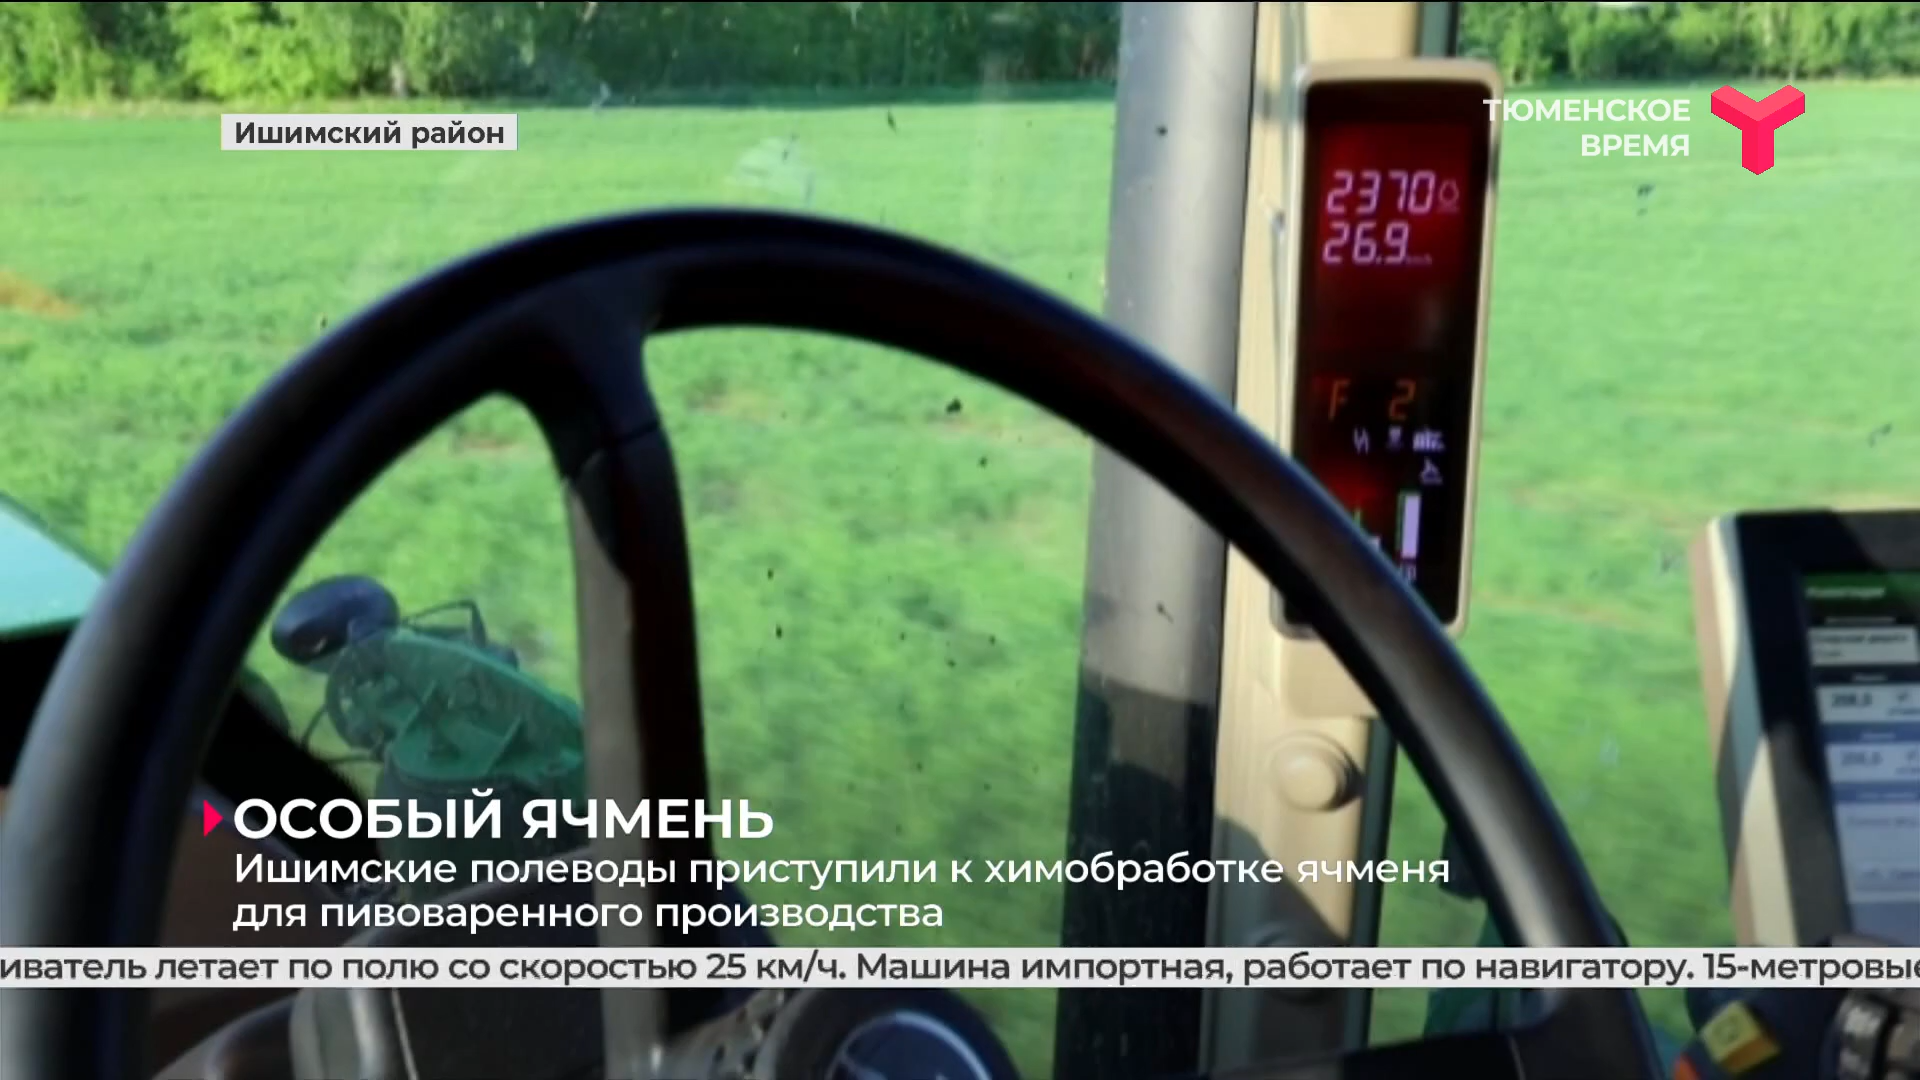 Ишимский район
ТЮМЕНСКОЕ
ВРЕМЯ
2370
26.9
F 2
ОСОБЫЙ ЯЧМЕНЬ
Ишимские полеводы приступили к химобработке ячменя
для пивоваренного производства
иватель летает по полю со скоростью 25 км/ч. Машина импортная, работает по навигатору. 15-метровые